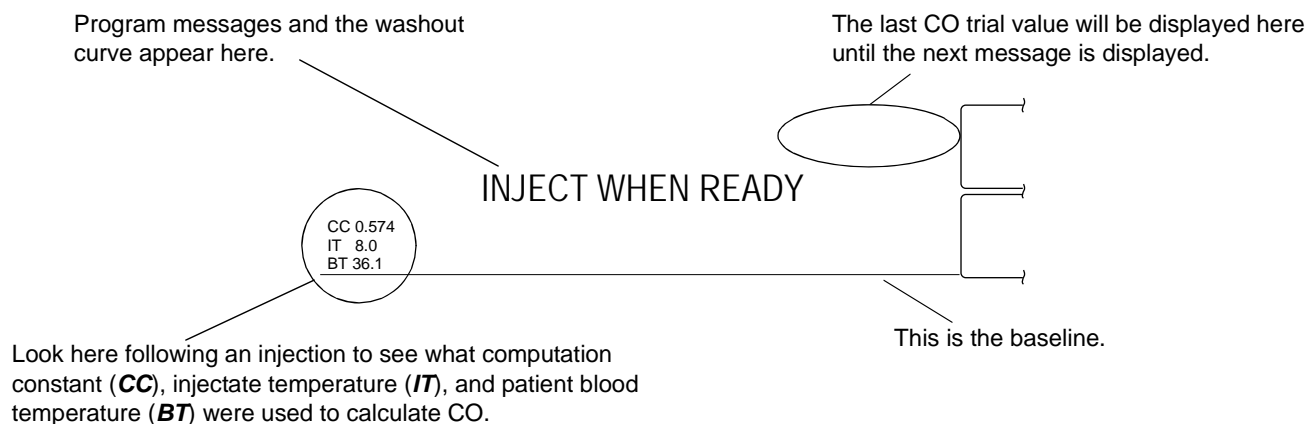 Program messages and the washout
curve appear here.
The last CO trial value will be displayed here
until the next message is displayed.
INJECT WHEN READY
CC 0.574
IT 8.0
BT 36.1
This is the baseline.
Look here following an injection to see what computation
constant (CC), injectate temperature (IT), and patient blood
temperature (BT) were used to calculate CO.